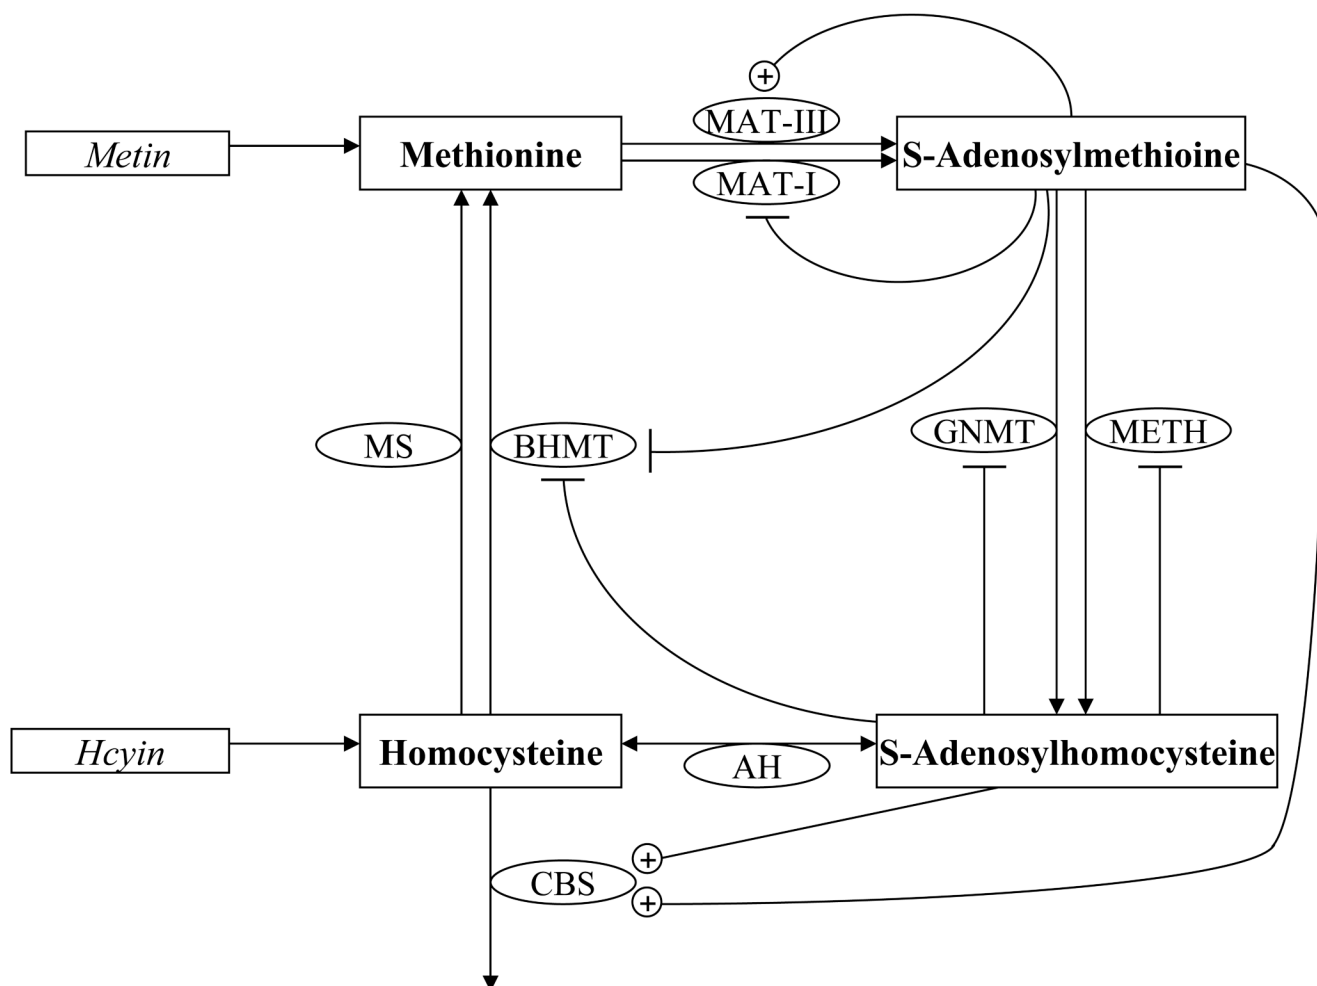 +
MAT-III
Metin
Methionine
S-Adenosylmethioine
MAT-I
MS
BHMT
GNMT
METH
Hcyin
Homocysteine
AH
S-Adenosylhomocysteine
+
CBS
+